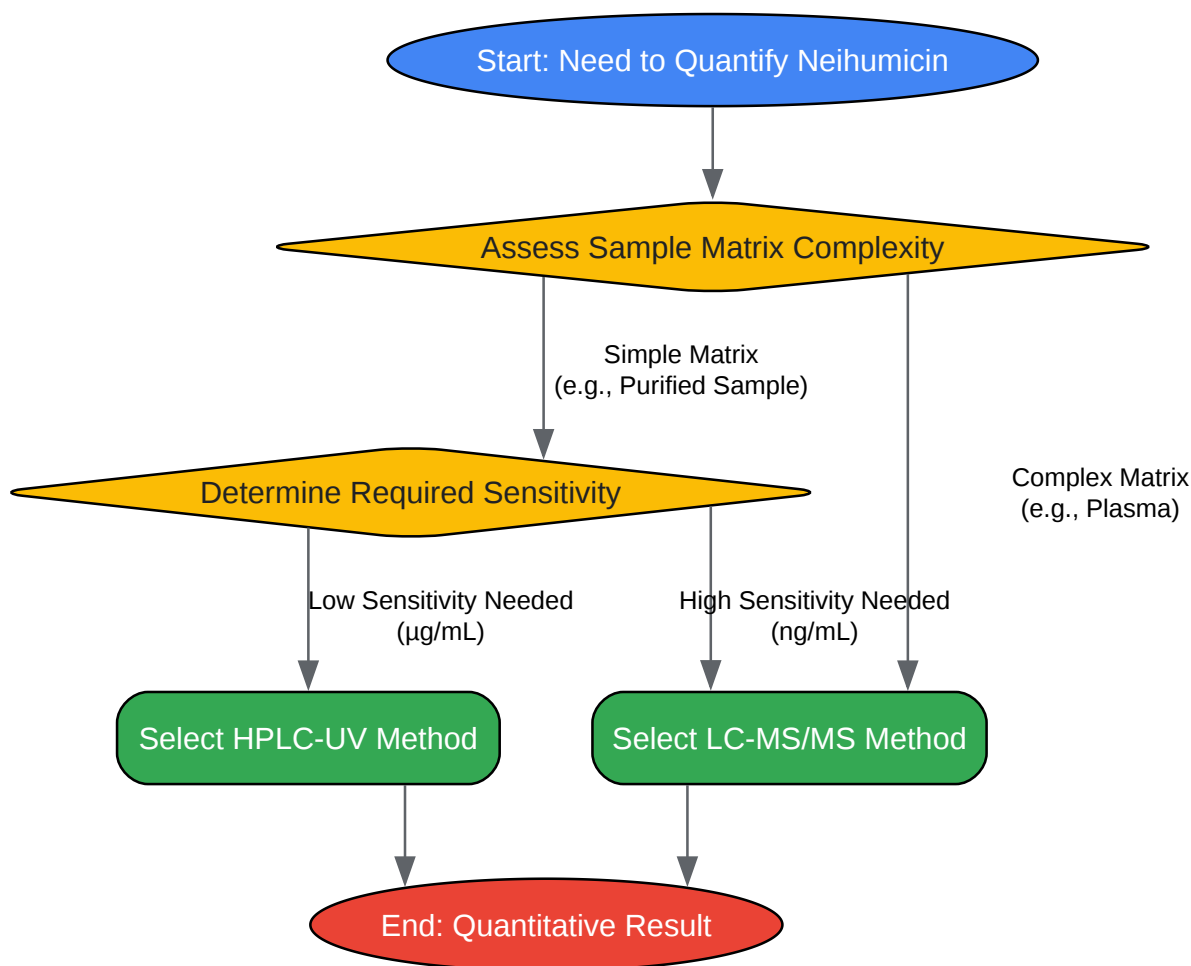 Start: Need to Quantify Neihumicin
Assess Sample Matrix Complexity
Simple Matrix
(e.g., Purified Sample)
Complex Matrix
(e.g., Plasma)
Determine Required Sensitivity
Low Sensitivity Needed
(µg/mL)
High Sensitivity Needed
(ng/mL)
Select HPLC-UV Method
Select LC-MS/MS Method
End: Quantitative Result